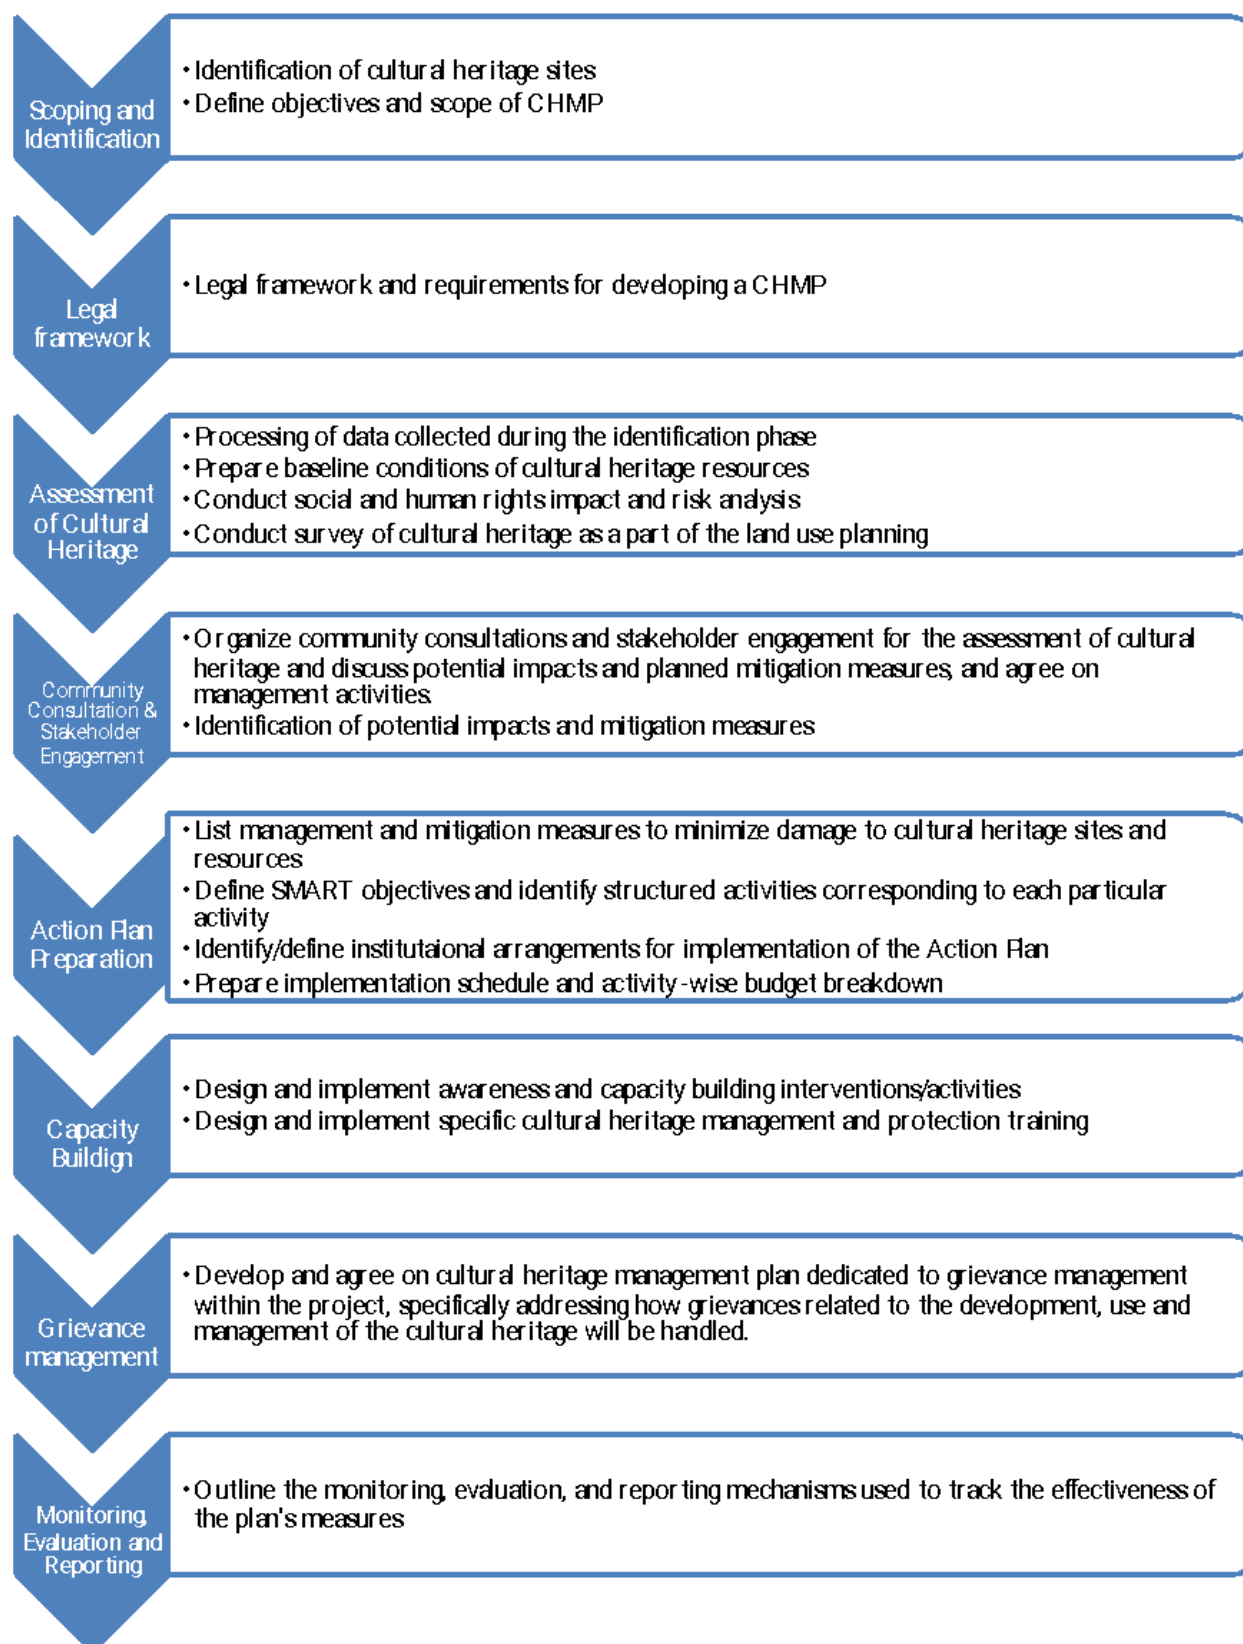 Scoping and
Identification
• Identification of cultural heritage sites
• Define objectives and scope of CHMP
Legal
framework
• Legal framework and requirements for developing a CHMP
Assessment
of Cultural
Heritage
• Processing of data collected during the identification phase
• Prepare baseline conditions of cultural heritage resources
• Conduct social and human rights impact and risk analysis
• Conduct survey of cultural heritage as a part of the land use planning
Community
Consultation &
Stakeholder
Engagement
• Organize community consultations and stakeholder engagement for the assessment of cultural
heritage and discuss potential impacts and planned mitigation measures, and agree on
management activities.
• Identification of potential impacts and mitigation measures
Action Plan
Preparation
• List management and mitigation measures to minimize damage to cultural heritage sites and
resources
• Define SMART objectives and identify structured activities corresponding to each particular
activity
• Identify/define institutaional arrangements for implementation of the Action Plan
• Prepare implementation schedule and activity-wise budget breakdown
Capacity
Buildign
• Design and implement awareness and capacity building interventions/activities
• Design and implement specific cultural heritage management and protection training
Grievance
management
• Develop and agree on cultural heritage management plan dedicated to grievance management
within the project, specifically addressing how grievances related to the development, use and
management of the cultural heritage will be handled.
Monitoring,
Evaluation and
Reporting
• Outline the monitoring, evaluation, and reporting mechanisms used to track the effectiveness of
the plan's measures